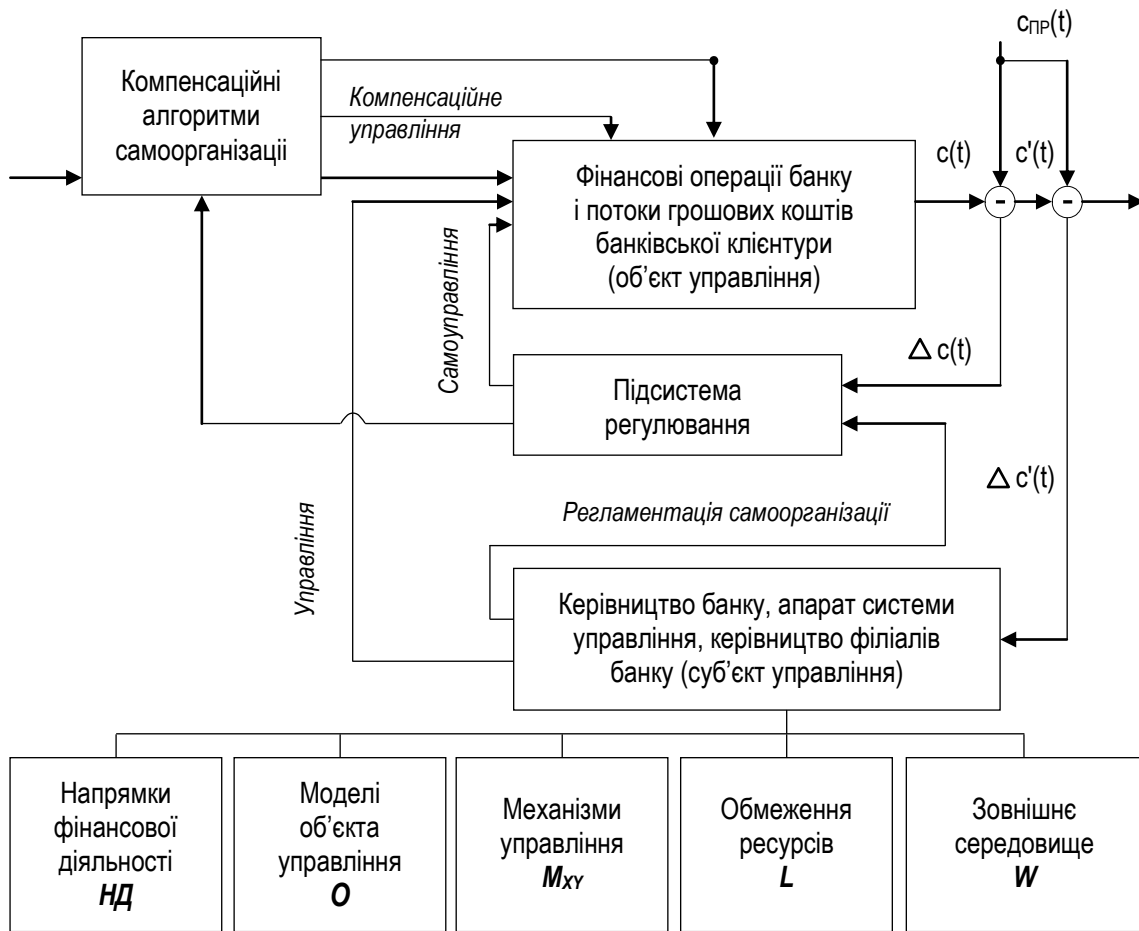 c_ПР(t)
Компенсаційні
алгоритми
самоорганізації
Компенсаційне
управління
Фінансові операції банку
і потоки грошових коштів
банківської клієнтури
(об’єкт управління)
c(t)
c'(t)
-
-
Самоуправління
Δ c(t)
Підсистема
регулювання
Δ c'(t)
Регламентація самоорганізації
Управління
Керівництво банку, апарат системи
управління, керівництво філіалів
банку (суб’єкт управління)
Напрямки
фінансової
діяльності
НД
Моделі
об’єкта
управління
О
Механізми
управління
M_XY
Обмеження
ресурсів
L
Зовнішнє
середовище
W